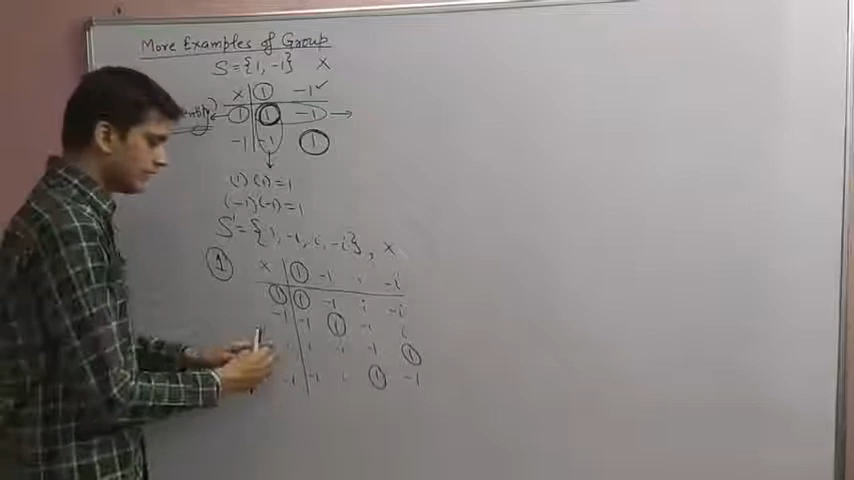 More Examples of Group
S = {1, -1} ×
× 1 -1 ✓
1 1 -1 →
-1 -1 1
(1) (1) = 1
(-1) (-1) = 1
S' = {1, -1, i, -i}, ×
1 × 1 -1 i -i
1 1 -1 i -i
-1 -1 1 -i i
-1 1
1 -1